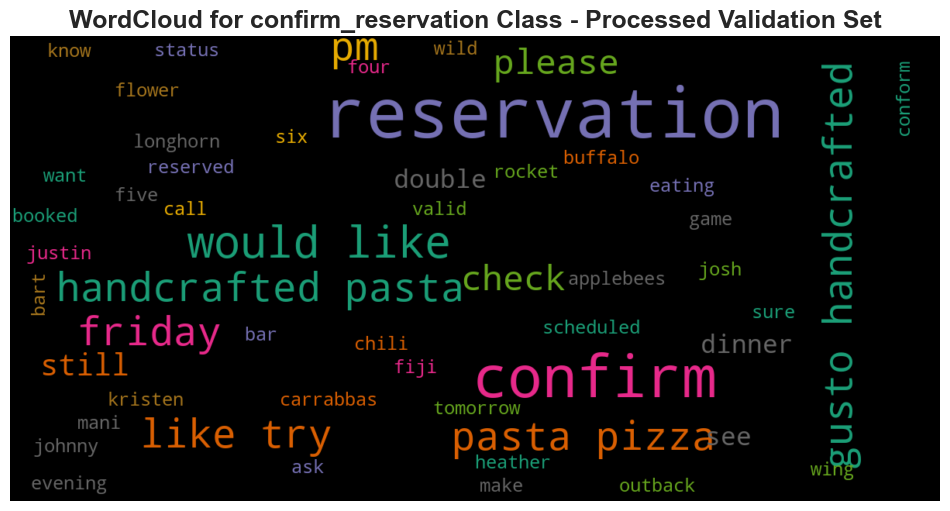 WordCloud for confirm_reservation Class - Processed Validation Set
know
status
pm
four
wild
please
flower
reservation
conform
longhorn
six
reserved
buffalo
rocket
want
double
eating
five
call
valid
game
booked
would like
justin
handcrafted pasta
check
applebees
josh
bart
friday
bar
scheduled
sure
chili
dinner
still
fiji
confirm
gusto handcrafted
kristen
carrabbas
tomorrow
mani
like try
pasta pizza
see
johnny
ask
heather
wing
evening
make
outback